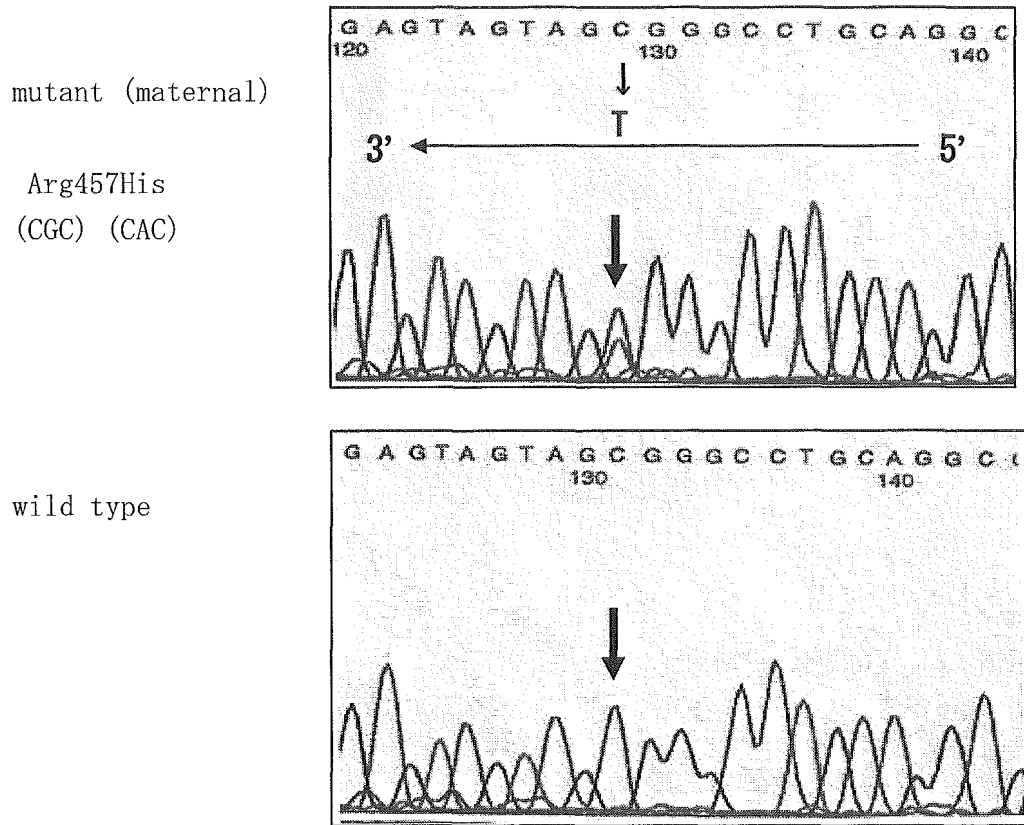 G A G T A G T A G C G G G C C T G C A G G C
120 130 140
mutant (maternal)
T
3' 5'
Arg457His
(CGC) (CAC)
G A G T A G T A G C G G G C C T G C A G G C
130 140
wild type